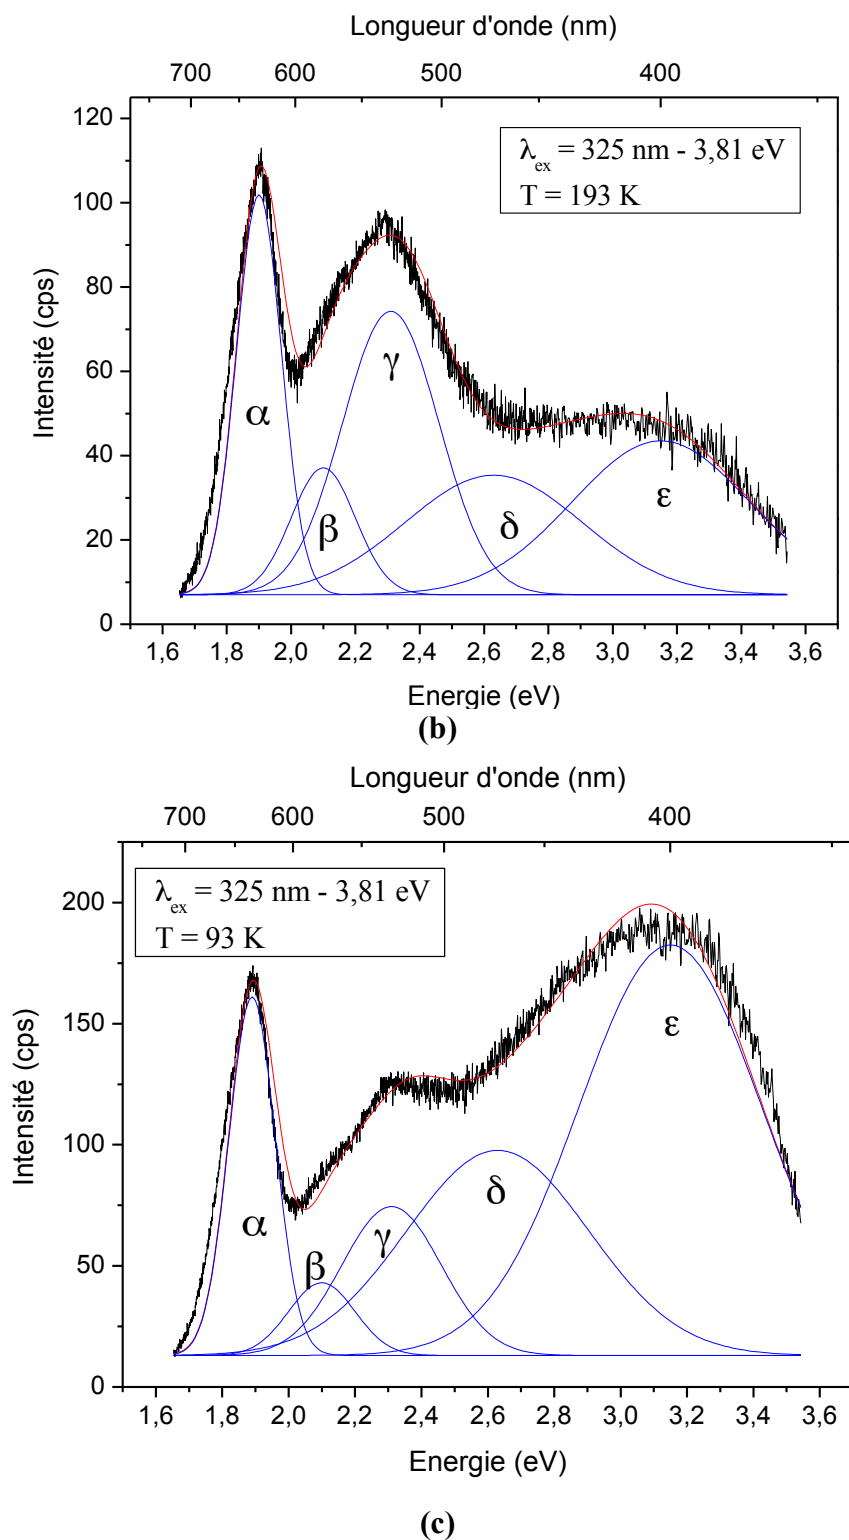 Longueur d'onde (nm)
700 600 500 400
λex = 325 nm - 3,81 eV
T = 193 K
Intensité (cps)
120
100
80
60
40
20
0
α
β
γ
δ
ε
1,6 1,8 2,0 2,2 2,4 2,6 2,8 3,0 3,2 3,4 3,6
Energie (eV)
(b)
Longueur d'onde (nm)
700 600 500 400
λex = 325 nm - 3,81 eV
T = 93 K
Intensité (cps)
200
150
100
50
0
α
β
γ
δ
ε
1,6 1,8 2,0 2,2 2,4 2,6 2,8 3,0 3,2 3,4 3,6
Energie (eV)
(c)